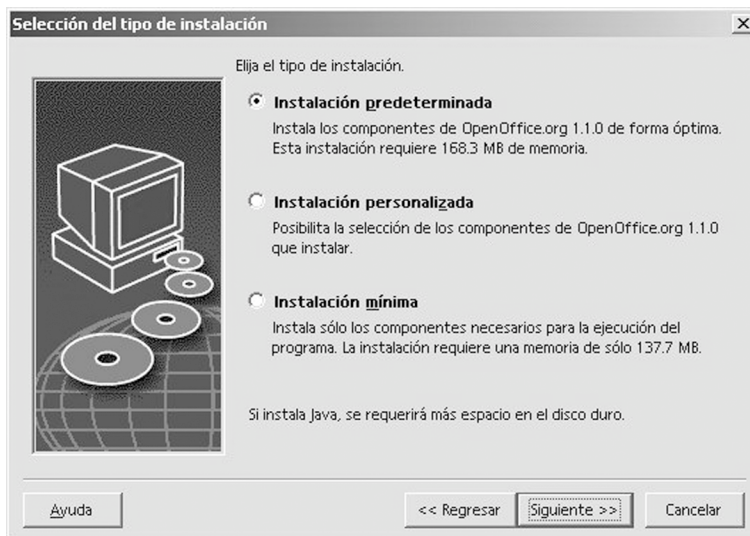 Selección del tipo de instalación
Elija el tipo de instalación.
Instalación predeterminada
Instala los componentes de OpenOffice.org 1.1.0 de forma óptima.
Esta instalación requiere 168.3 MB de memoria.
Instalación personalizada
Posibilita la selección de los componentes de OpenOffice.org 1.1.0
que instalar.
Instalación mínima
Instala sólo los componentes necesarios para la ejecución del
programa. La instalación requiere una memoria de sólo 137.7 MB.
Si instala Java, se requerirá más espacio en el disco duro.
Ayuda
<< Regresar
Siguiente >>
Cancelar